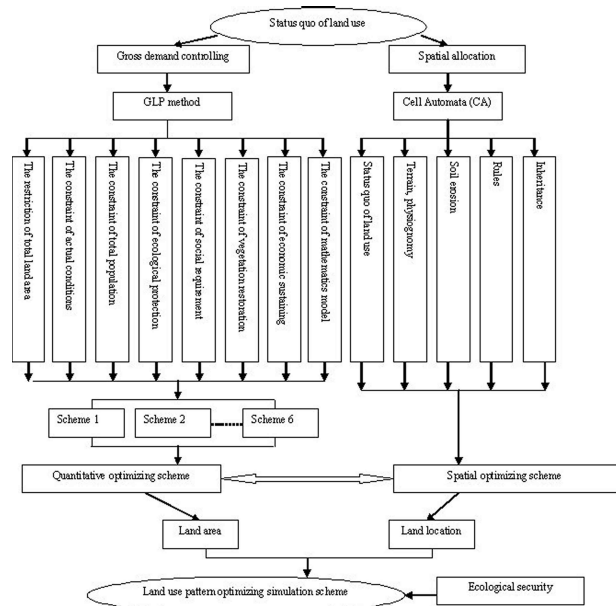 Status quo of land use
Gross demand controlling
Spatial allocation
GLP method
Cell Automata (CA)
The restriction of total land area
The constraint of actual conditions
The constraint of total population
The constraint of ecological protection
The constraint of social requirement
The constraint of vegetation restoration
The constraint of economic sustaining
The constraint of mathematics model
Status quo of land use
Terrain, physiognomy
Soil erosion
Rules
Inheritance
Scheme 1
Scheme 2
Scheme 6
Quantitative optimizing scheme
Spatial optimizing scheme
Land area
Land location
Land use pattern optimizing simulation scheme
Ecological security